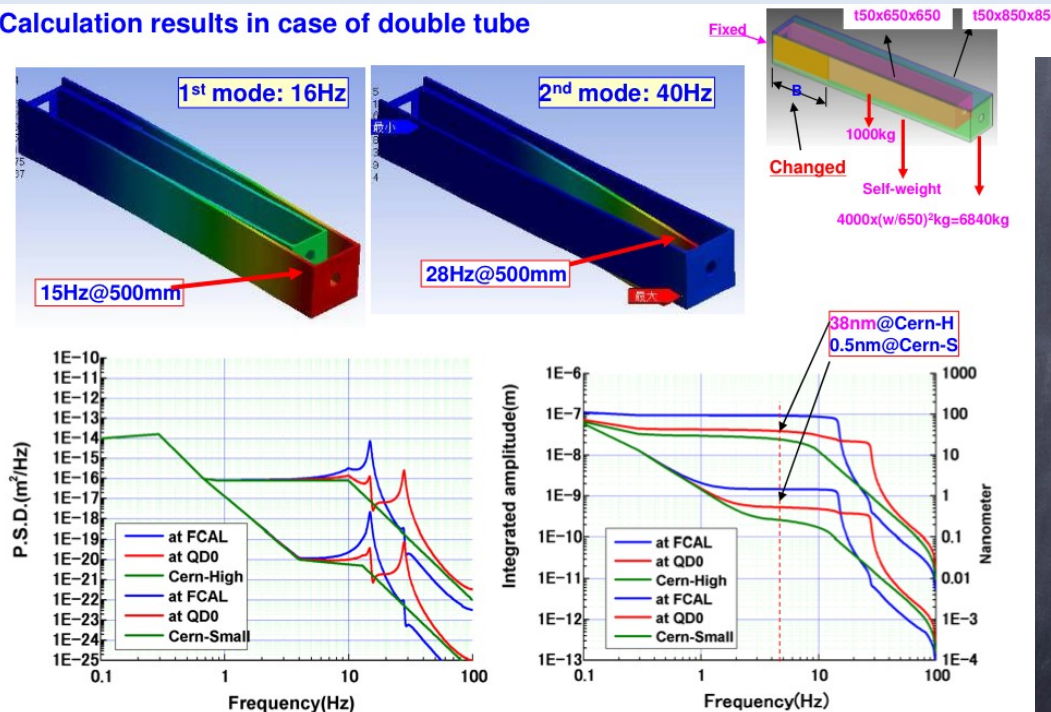 Calculation results in case of double tube
t50x650x650
t50x850x85
Fixed
B
1000kg
Changed
Self-weight
4000x(w/650)²kg=6840kg
1st mode: 16Hz
15Hz@500mm
2nd mode: 40Hz
最小
28Hz@500mm
最大
38nm@Cern-H
0.5nm@Cern-S
P.S.D.(m²/Hz)
1E-10
1E-11
1E-12
1E-13
1E-14
1E-15
1E-16
1E-17
1E-18
1E-19
1E-20
1E-21
1E-22
1E-23
1E-24
1E-25
at FCAL
at QD0
Cern-High
at FCAL
at QD0
Cern-Small
0.1 1 10 100
Frequency(Hz)
Integrated amplitude(m)
1E-6
1E-7
1E-8
1E-9
1E-10
1E-11
1E-12
1E-13
at FCAL
at QD0
Cern-High
at FCAL
at QD0
Cern-Small
1000
100
10
1
0.1
0.01
1E-3
1E-4
Nanometer
0.1 1 10 100
Frequency(Hz)